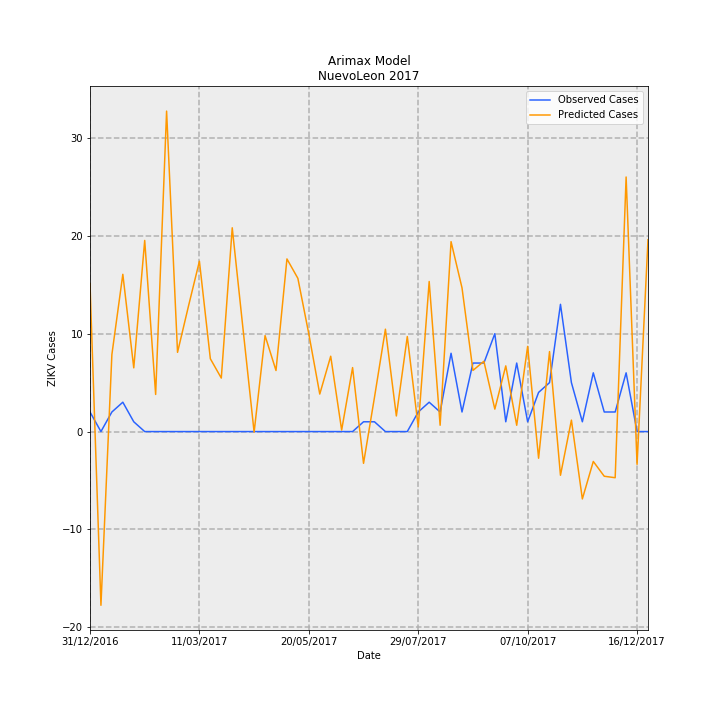 Arimax Model
NuevoLeon 2017
Observed Cases
Predicted Cases
ZIKV Cases
30
20
10
0
−10
−20
31/12/2016
11/03/2017
20/05/2017
29/07/2017
07/10/2017
16/12/2017
Date